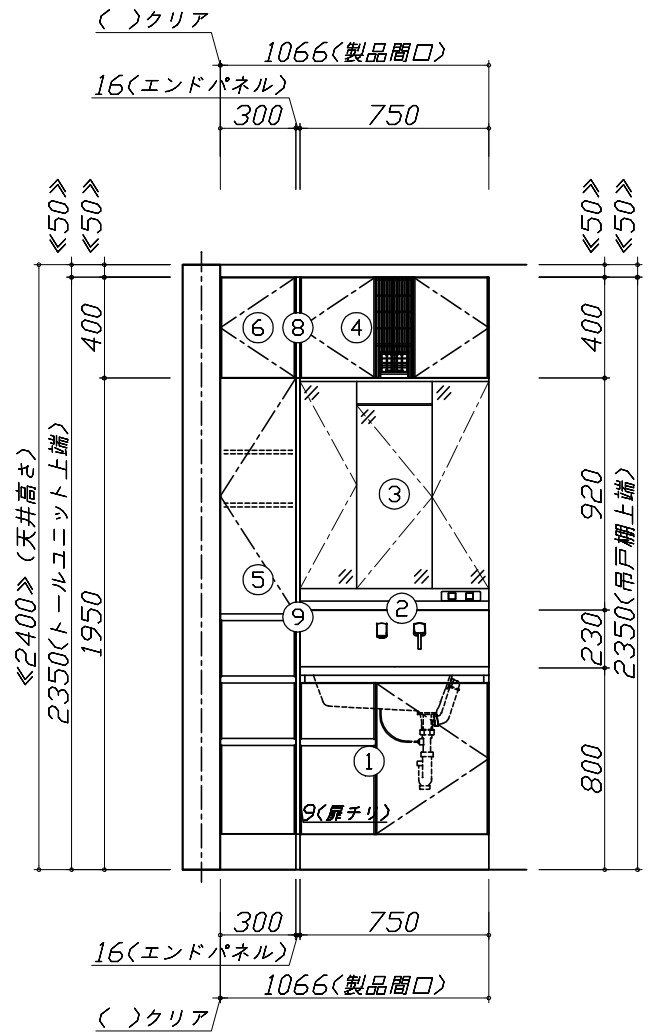 ( )クリア
1066(製品間口)
16(エンドパネル)
300
750
≪50≫
≪50≫
≪50≫
≪50≫
400
400
6
8
4
≪2400≫(天井高さ)
2350(トールユニット上端)
1950
920
2350(吊戸棚上端)
3
5
2
9
230
1
800
9(扉チリ)
300
750
16(エンドパネル)
1066(製品間口)
( )クリア